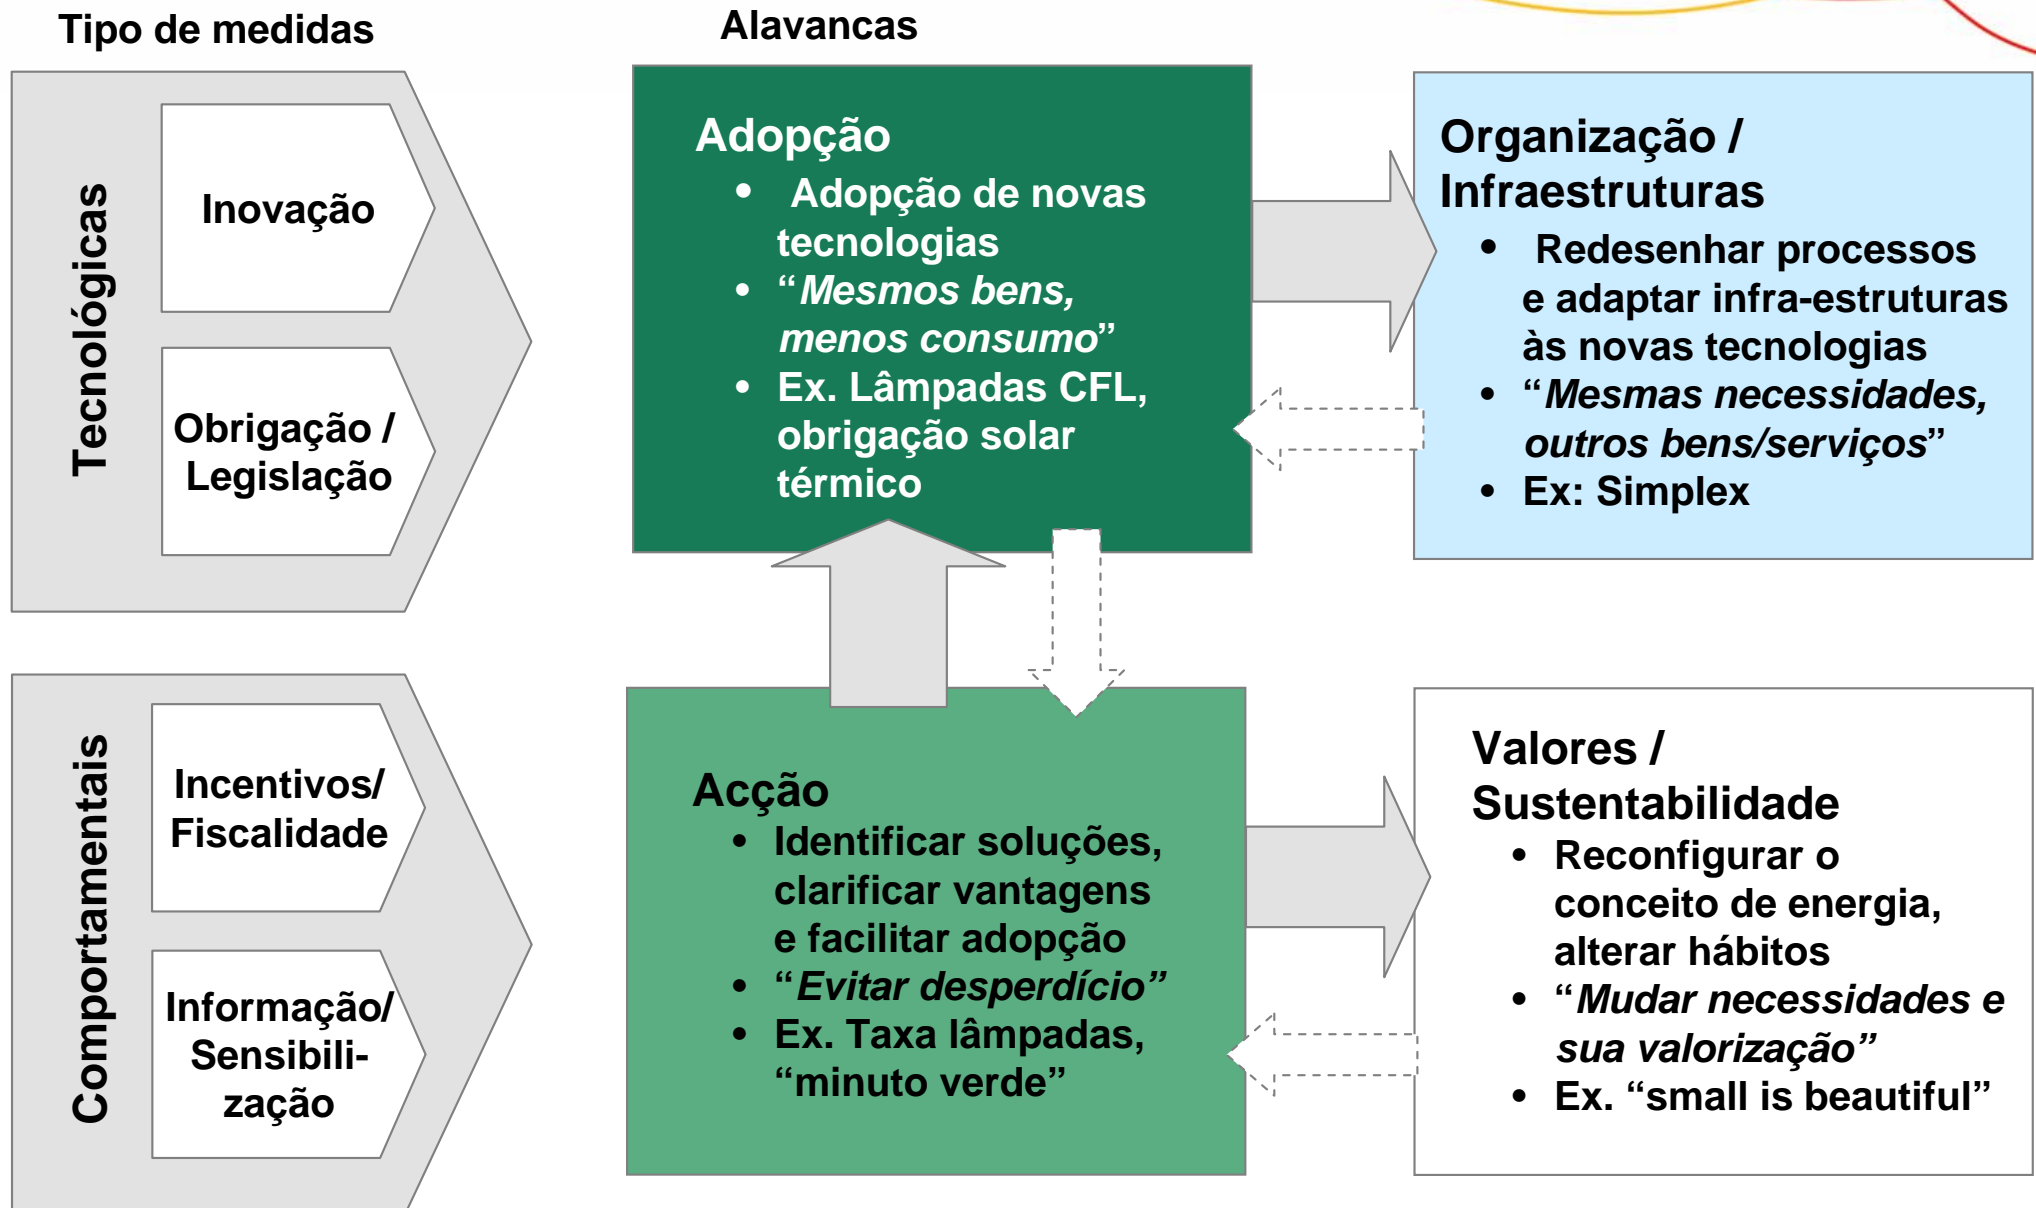 Tipo de medidas
Alavancas
Tecnológicas
Inovação
Obrigação /
Legislação
Adopção
• Adopção de novas
tecnologias
• “Mesmos bens,
menos consumo”
• Ex. Lâmpadas CFL,
obrigação solar
térmico
Organização /
Infraestruturas
• Redesenhar processos
e adaptar infra-estruturas
às novas tecnologias
• “Mesmas necessidades,
outros bens/serviços”
• Ex: Simplex
Comportamentais
Incentivos/
Fiscalidade
Informação/
Sensibili-
zação
Acção
• Identificar soluções,
clarificar vantagens
e facilitar adopção
• “Evitar desperdício”
• Ex. Taxa lâmpadas,
“minuto verde”
Valores /
Sustentabilidade
• Reconfigurar o
conceito de energia,
alterar hábitos
• “Mudar necessidades e
sua valorização”
• Ex. “small is beautiful”